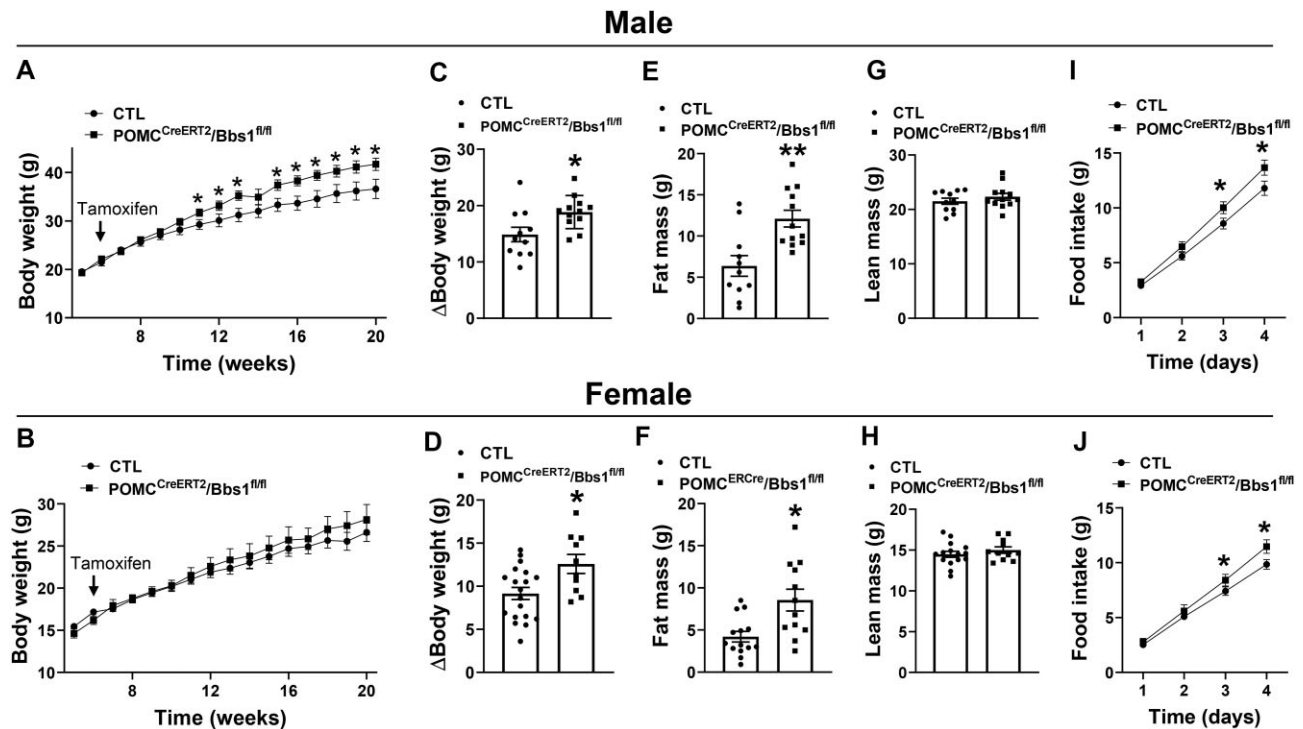 Male
A
CTL
POMC^CreERT2/Bbs1^fl/fl
Body weight (g)
40
30
20
10
Tamoxifen
* * * * * * * * *
8
12
16
20
Time (weeks)
C
CTL
POMC^CreERT2/Bbs1^fl/fl
ΔBody weight (g)
30
20
10
0
*
E
CTL
POMC^CreERT2/Bbs1^fl/fl
Fat mass (g)
20
15
10
5
0
**
G
CTL
POMC^CreERT2/Bbs1^fl/fl
Lean mass (g)
30
20
10
0
I
CTL
POMC^CreERT2/Bbs1^fl/fl
Food intake (g)
15
10
5
0
* *
1 2 3 4
Time (days)
Female
B
CTL
POMC^CreERT2/Bbs1^fl/fl
Body weight (g)
30
25
20
15
10
Tamoxifen
8
12
16
20
Time (weeks)
D
CTL
POMC^CreERT2/Bbs1^fl/fl
ΔBody weight (g)
20
15
10
5
0
*
F
CTL
POMC^ERCre/Bbs1^fl/fl
Fat mass (g)
20
15
10
5
0
*
H
CTL
POMC^CreERT2/Bbs1^fl/fl
Lean mass (g)
20
15
10
5
0
J
CTL
POMC^CreERT2/Bbs1^fl/fl
Food intake (g)
15
10
5
0
* *
1 2 3 4
Time (days)